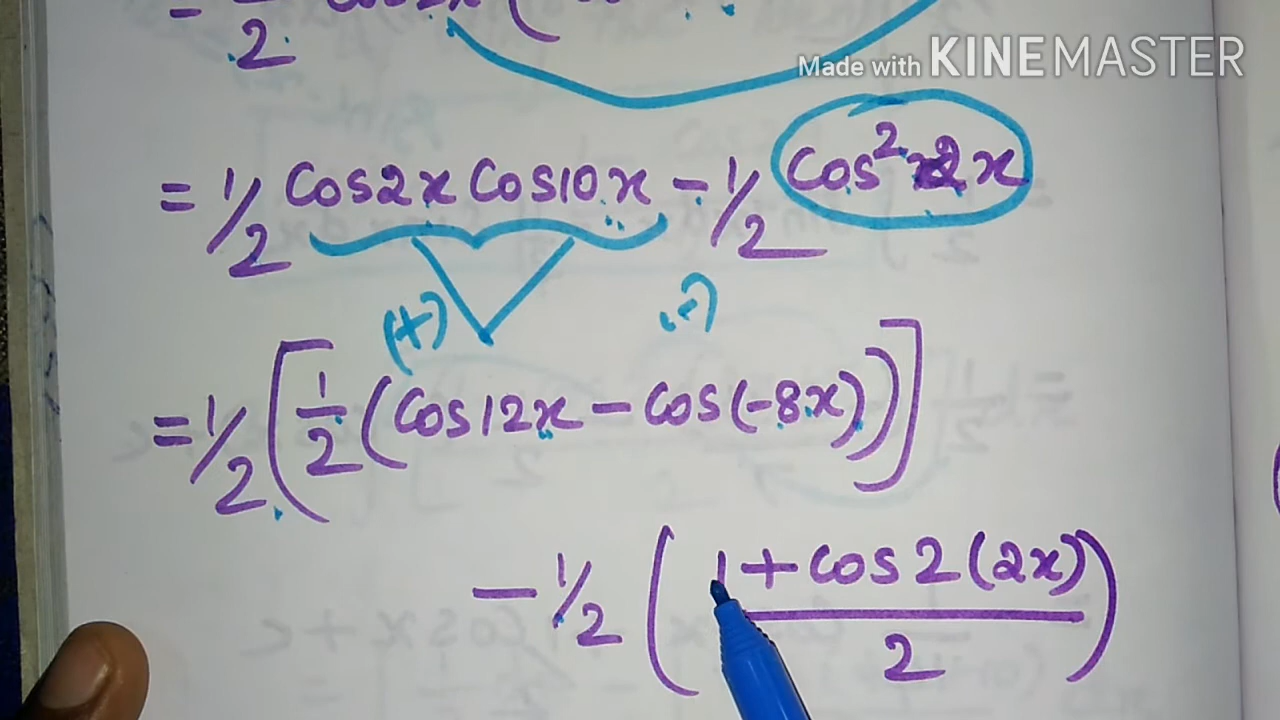 Made with KINEMASTER
= 1/2 Cos2x Cos10x - 1/2 Cos²2x
(+) (-)
= 1/2 [1/2 (Cos12x - Cos(-8x))]
- 1/2 (1 + Cos2(2x) / 2)